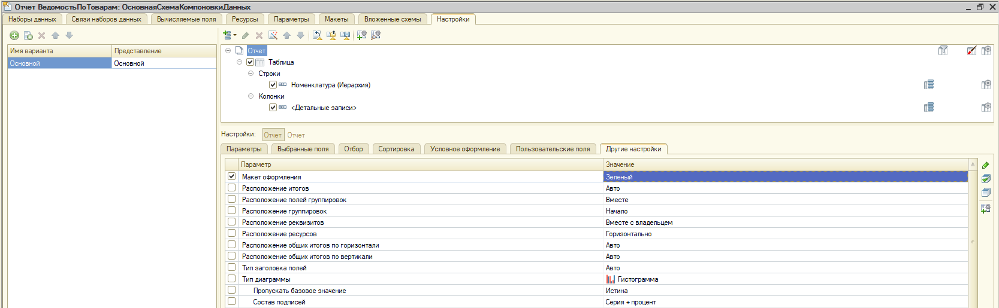 Отчет ВедомостьПоТоварам: ОсновнаяСхемаКомпоновкиДанных
Наборы данных Связи наборов данных Вычисляемые поля Ресурсы Параметры Макеты Вложенные схемы Настройки
Имя варианта Представление
Основной Основной
Отчет
Таблица
Строки
Номенклатура (Иерархия)
Колонки
<Детальные записи>
Настройки: Отчет Отчет
Параметры Выбранные поля Отбор Сортировка Условное оформление Пользовательские поля Другие настройки
Параметр Значение
Макет оформления Зеленый
Расположение итогов Авто
Расположение полей группировок Вместе
Расположение группировок Начало
Расположение реквизитов Вместе с владельцем
Расположение ресурсов Горизонтально
Расположение общих итогов по горизонтали Авто
Расположение общих итогов по вертикали Авто
Тип заголовка полей Авто
Тип диаграммы Гистограмма
Пропускать базовое значение Истина
Состав подписей Серия + процент